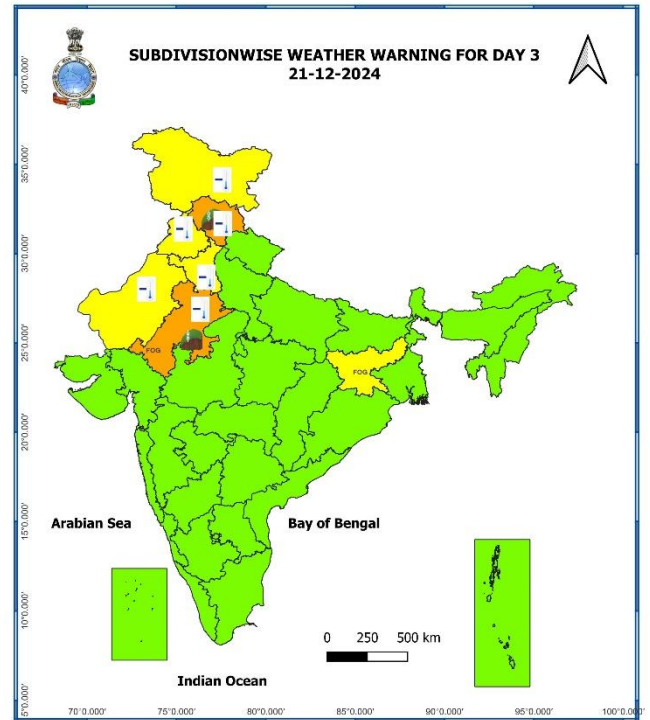 SUBDIVISIONWISE WEATHER WARNING FOR DAY 3
21-12-2024
40°0.000'
35°0.000'
30°0.000'
25°0.000'
20°0.000'
15°0.000'
10°0.000'
5°0.000'
FOG
FOG
Arabian Sea
Bay of Bengal
0 250 500 km
Indian Ocean
70°0.000' 75°0.000' 80°0.000' 85°0.000' 90°0.000' 95°0.000' 100°0.000'